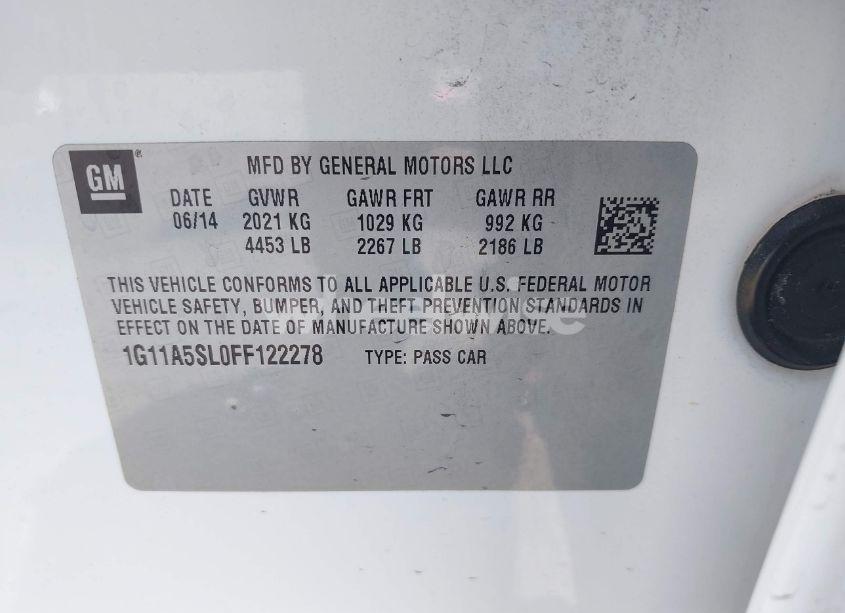 GM
MFD BY GENERAL MOTORS LLC
DATE GVWR GAWR FRT GAWR RR
06/14 2021 KG 1029 KG 992 KG
4453 LB 2267 LB 2186 LB
THIS VEHICLE CONFORMS TO ALL APPLICABLE U.S. FEDERAL MOTOR
VEHICLE SAFETY, BUMPER, AND THEFT PREVENTION STANDARDS IN
EFFECT ON THE DATE OF MANUFACTURE SHOWN ABOVE.
1G11A5SL0FF122278 TYPE: PASS CAR